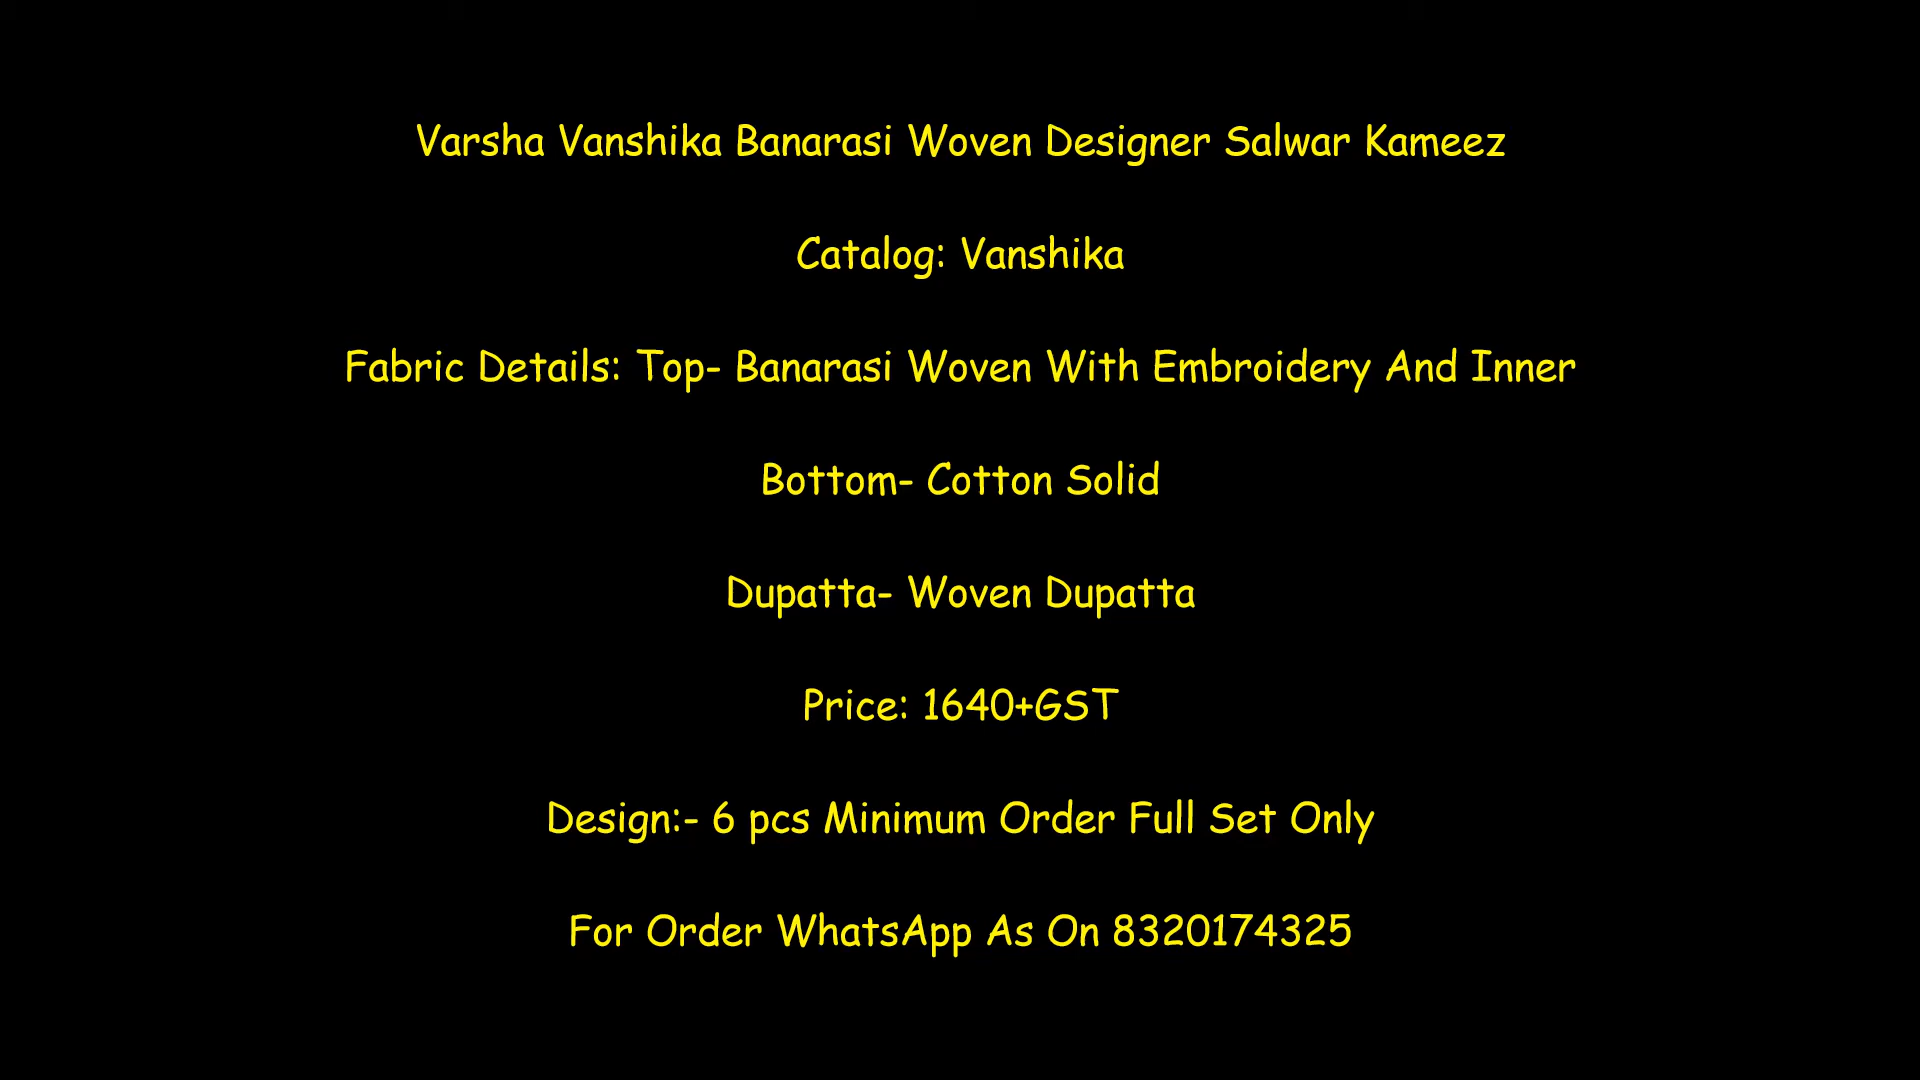 Varsha Vanshika Banarasi Woven Designer Salwar Kameez
Catalog: Vanshika
Fabric Details: Top- Banarasi Woven With Embroidery And Inner
Bottom- Cotton Solid
Dupatta- Woven Dupatta
Price: 1640+GST
Design:- 6 pcs Minimum Order Full Set Only
For Order WhatsApp As On 8320174325